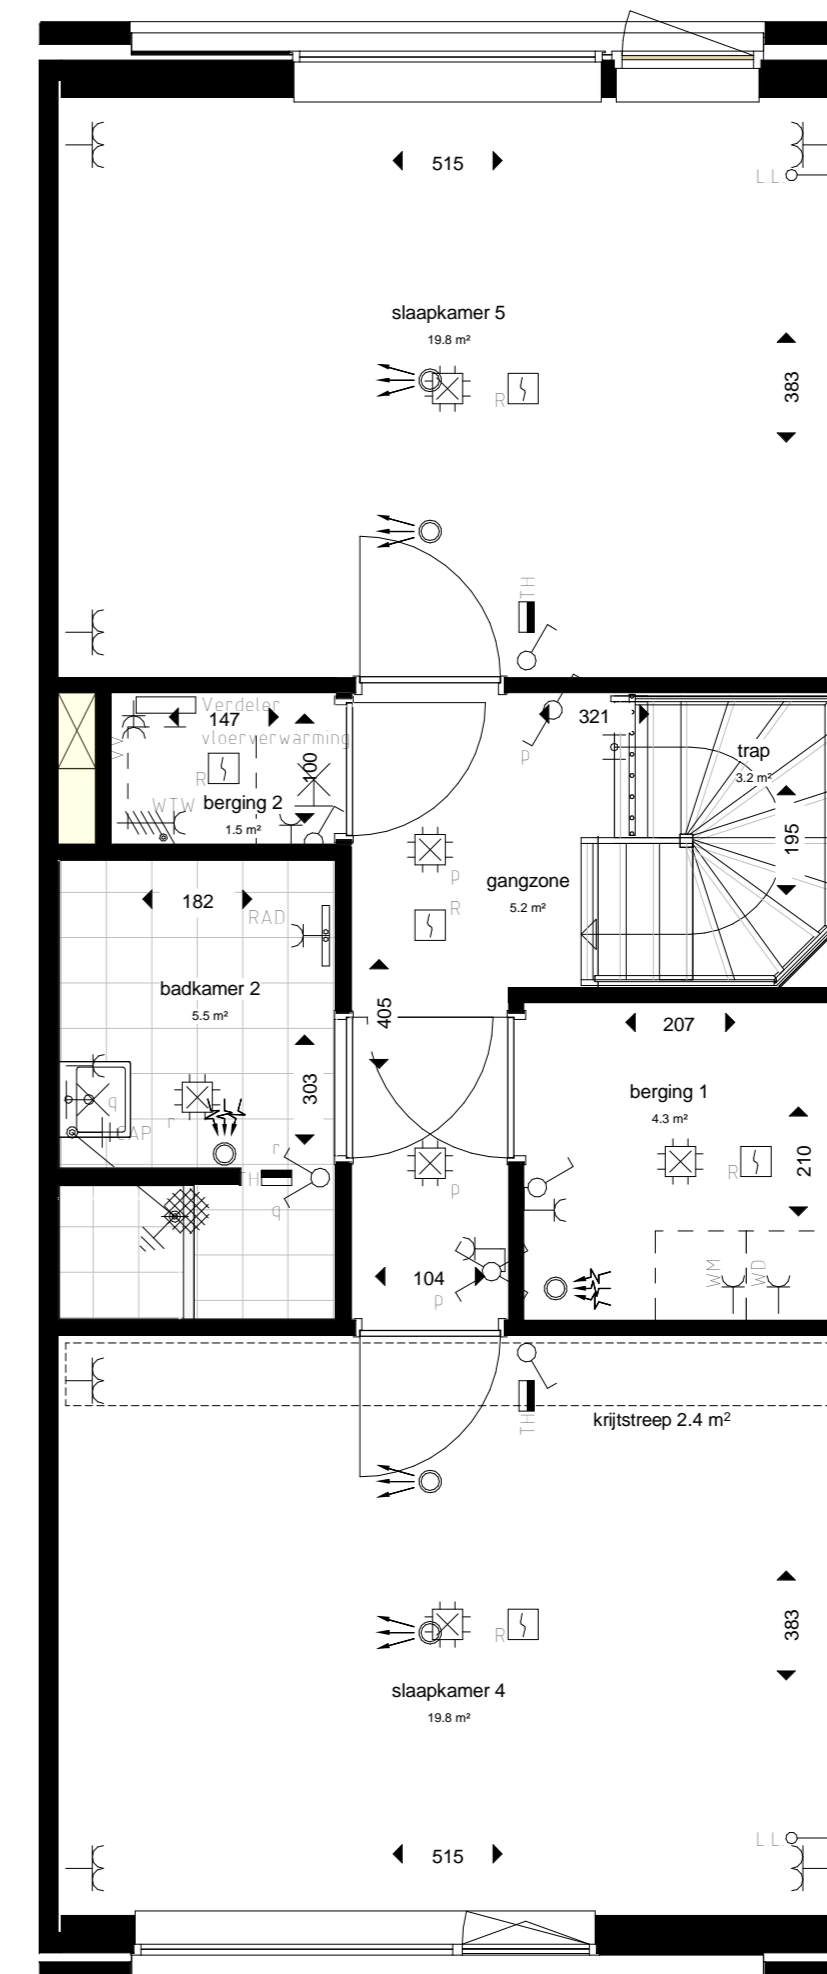 515
L.L.
slaapkamer 5
19.8 m²
383
R
TH
Verdeler
147
vloerverwarming
100
R
WTW
berging 2
1.5 m²
321
p
trap
3.2 m²
195
p
gangzone
5.2 m²
R
182
RAD
badkamer 2
5.5 m²
405
303
207
berging 1
4.3 m²
210
R
q
r
r
TH
q
p
104
p
WM
WD
TH
krijtstreep 2.4 m²
R
383
slaapkamer 4
19.8 m²
L.L.
515